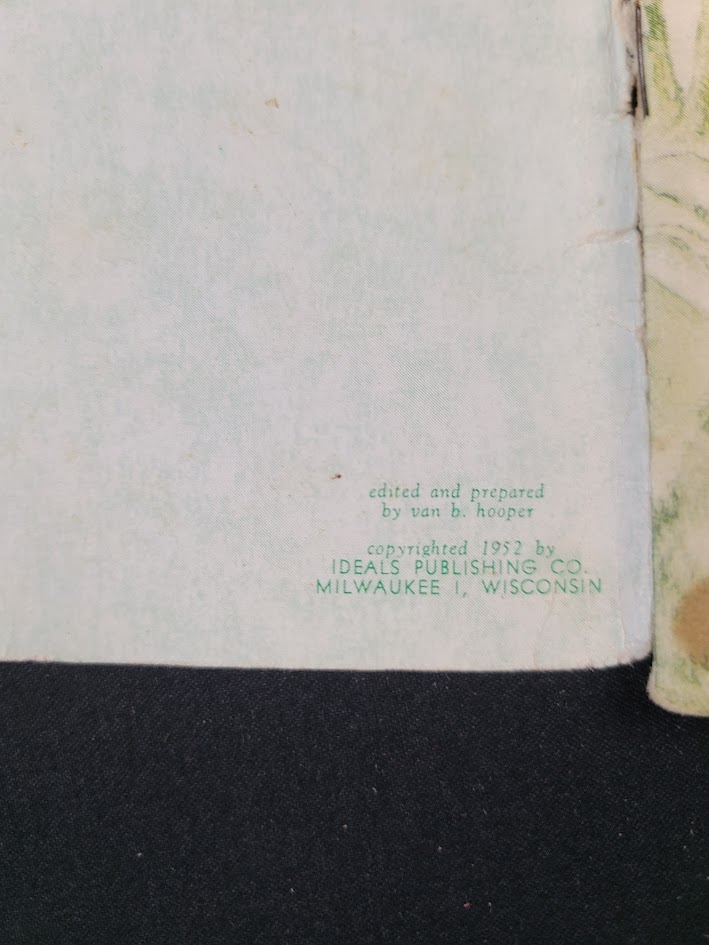 edited and prepared
by van b. hooper
copyrighted 1952 by
IDEALS PUBLISHING CO.
MILWAUKEE 1, WISCONSIN